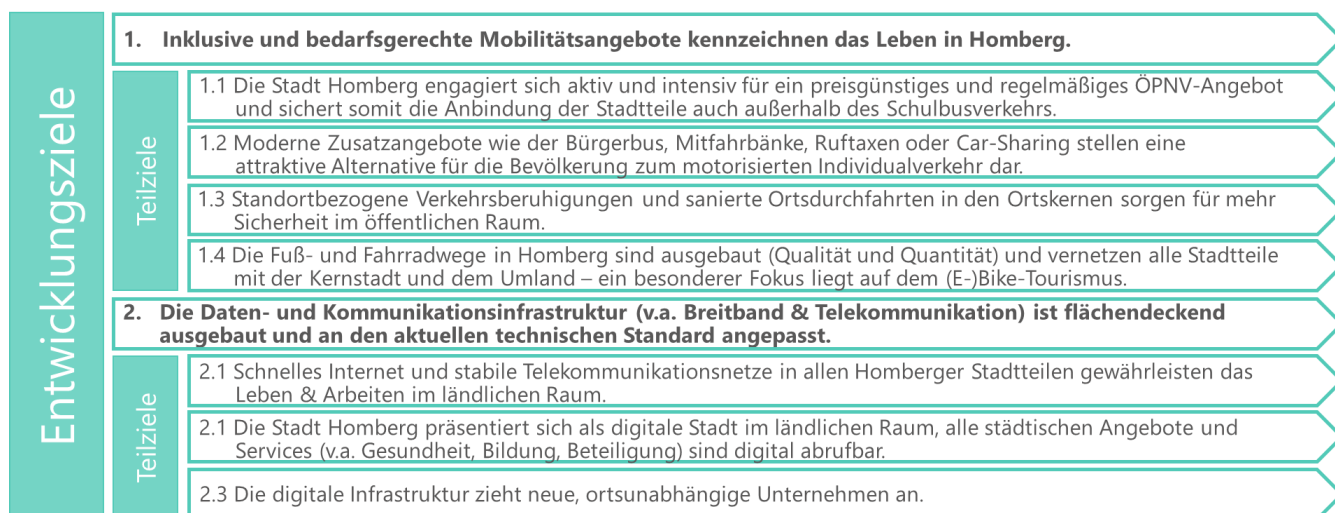 Entwicklungsziele
1. Inklusive und bedarfsgerechte Mobilitätsangebote kennzeichnen das Leben in Homberg.
Teilziele
1.1 Die Stadt Homberg engagiert sich aktiv und intensiv für ein preisgünstiges und regelmäßiges ÖPNV-Angebot
und sichert somit die Anbindung der Stadtteile auch außerhalb des Schulbusverkehrs.
1.2 Moderne Zusatzangebote wie der Bürgerbus, Mitfahrbänke, Ruftaxen oder Car-Sharing stellen eine
attraktive Alternative für die Bevölkerung zum motorisierten Individualverkehr dar.
1.3 Standortbezogene Verkehrsberuhigungen und sanierte Ortsdurchfahrten in den Ortskernen sorgen für mehr
Sicherheit im öffentlichen Raum.
1.4 Die Fuß- und Fahrradwege in Homberg sind ausgebaut (Qualität und Quantität) und vernetzen alle Stadtteile
mit der Kernstadt und dem Umland – ein besonderer Fokus liegt auf dem (E-)Bike-Tourismus.
2. Die Daten- und Kommunikationsinfrastruktur (v.a. Breitband & Telekommunikation) ist flächendeckend
ausgebaut und an den aktuellen technischen Standard angepasst.
Teilziele
2.1 Schnelles Internet und stabile Telekommunikationsnetze in allen Homberger Stadtteilen gewährleisten das
Leben & Arbeiten im ländlichen Raum.
2.1 Die Stadt Homberg präsentiert sich als digitale Stadt im ländlichen Raum, alle städtischen Angebote und
Services (v.a. Gesundheit, Bildung, Beteiligung) sind digital abrufbar.
2.3 Die digitale Infrastruktur zieht neue, ortsunabhängige Unternehmen an.